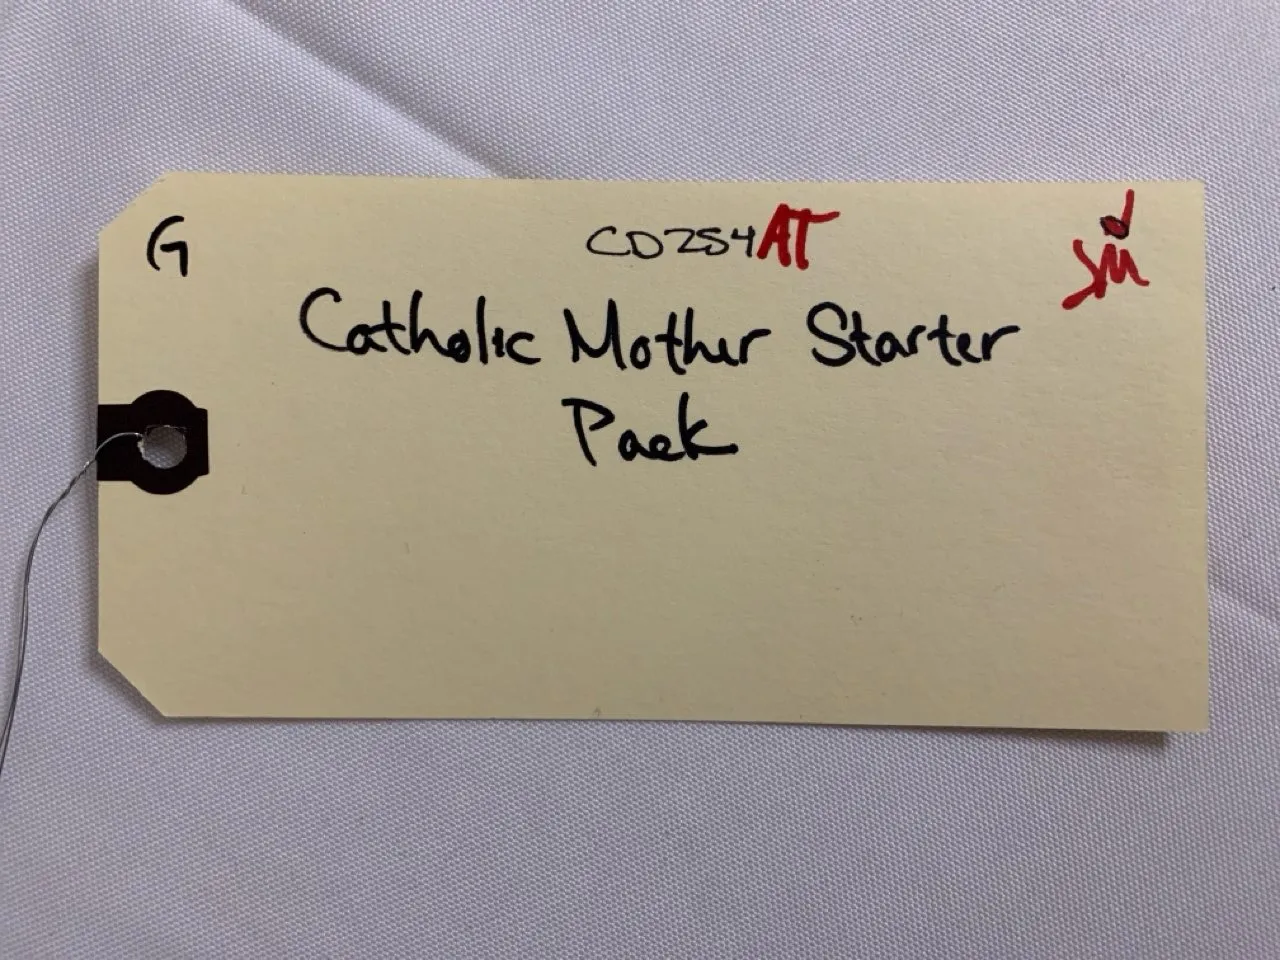 G
CD254AT
Catholic Mother Starter
Pack